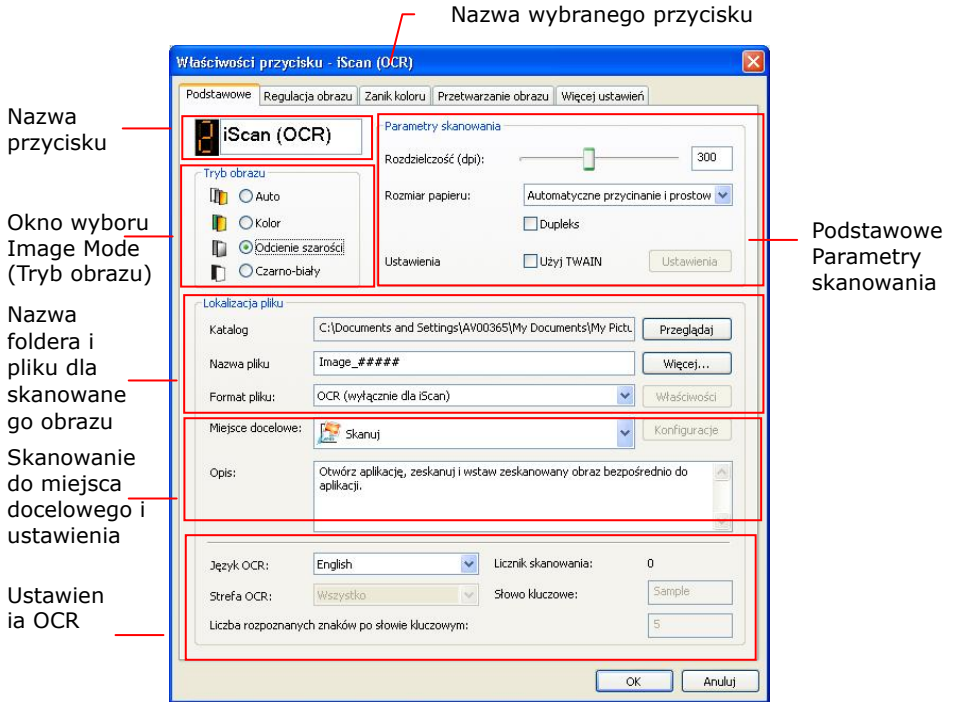 Nazwa wybranego przycisku
Właściwości przycisku - iScan (OCR)
Podstawowe Regulacja obrazu Zanik koloru Przetwarzanie obrazu Więcej ustawień
Nazwa
przycisku
2 iScan (OCR)
Parametry skanowania
Rozdzielczość (dpi): 300
Rozmiar papieru: Automatyczne przycinanie i prostow
Dupleks
Ustawienia Użyj TWAIN Ustawienia
Podstawowe
Parametry
skanowania
Okno wyboru
Image Mode
(Tryb obrazu)
Tryb obrazu
Auto
Kolor
Odcienie szarości
Czarno-biały
Nazwa
foldera i
pliku dla
skanowane
go obrazu
Lokalizacja pliku
Katalog C:\Documents and Settings\AV00365\My Documents\My Pictu Przeglądaj
Nazwa pliku Image_##### Więcej...
Format pliku: OCR (wyłącznie dla iScan) Właściwości
Skanowanie
do miejsca
docelowego i
ustawienia
Miejsce docelowe: Skanuj Konfiguracje
Opis: Otwórz aplikację, zeskanuj i wstaw zeskanowany obraz bezpośrednio do
aplikacji.
Ustawien
ia OCR
Język OCR: English Licznik skanowania: 0
Strefa OCR: Wszystko Słowo kluczowe: Sample
Liczba rozpoznanych znaków po słowie kluczowym: 5
OK Anuluj